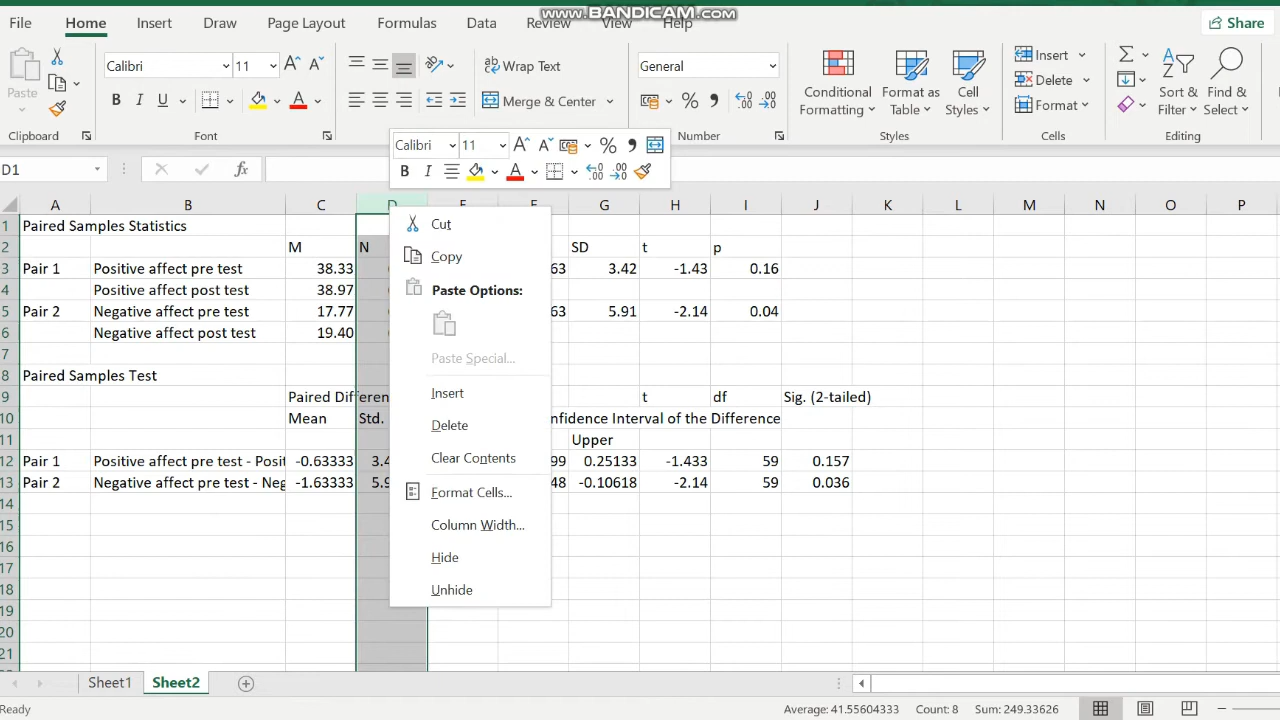 www.BANDICAM.com
File Home Insert Draw Page Layout Formulas Data Review View Help Share
Calibri 11 Wrap Text General
Paste Merge & Center Conditional Formatting Format as Table Cell Styles Insert Delete Format Sort & Filter Find & Select
Clipboard Font Number Styles Cells Editing
Calibri 11
D1 fx
A B C D E F G H I J K L M N O P
1 Paired Samples Statistics
2 M N SD t p
3 Pair 1 Positive affect pre test 38.33 63 3.42 -1.43 0.16
4 Positive affect post test 38.97
5 Pair 2 Negative affect pre test 17.77 63 5.91 -2.14 0.04
6 Negative affect post test 19.40
7
8 Paired Samples Test
9 Paired Differen t df Sig. (2-tailed)
10 Mean Std. nfidence Interval of the Difference
11 Upper
12 Pair 1 Positive affect pre test - Posit -0.63333 3.4 99 0.25133 -1.433 59 0.157
13 Pair 2 Negative affect pre test - Neg -1.63333 5.9 48 -0.10618 -2.14 59 0.036
14
15
16
17
18
19
20
21
Cut
Copy
Paste Options:
Paste Special...
Insert
Delete
Clear Contents
Format Cells...
Column Width...
Hide
Unhide
Sheet1 Sheet2
Ready Average: 41.55604333 Count: 8 Sum: 249.33626